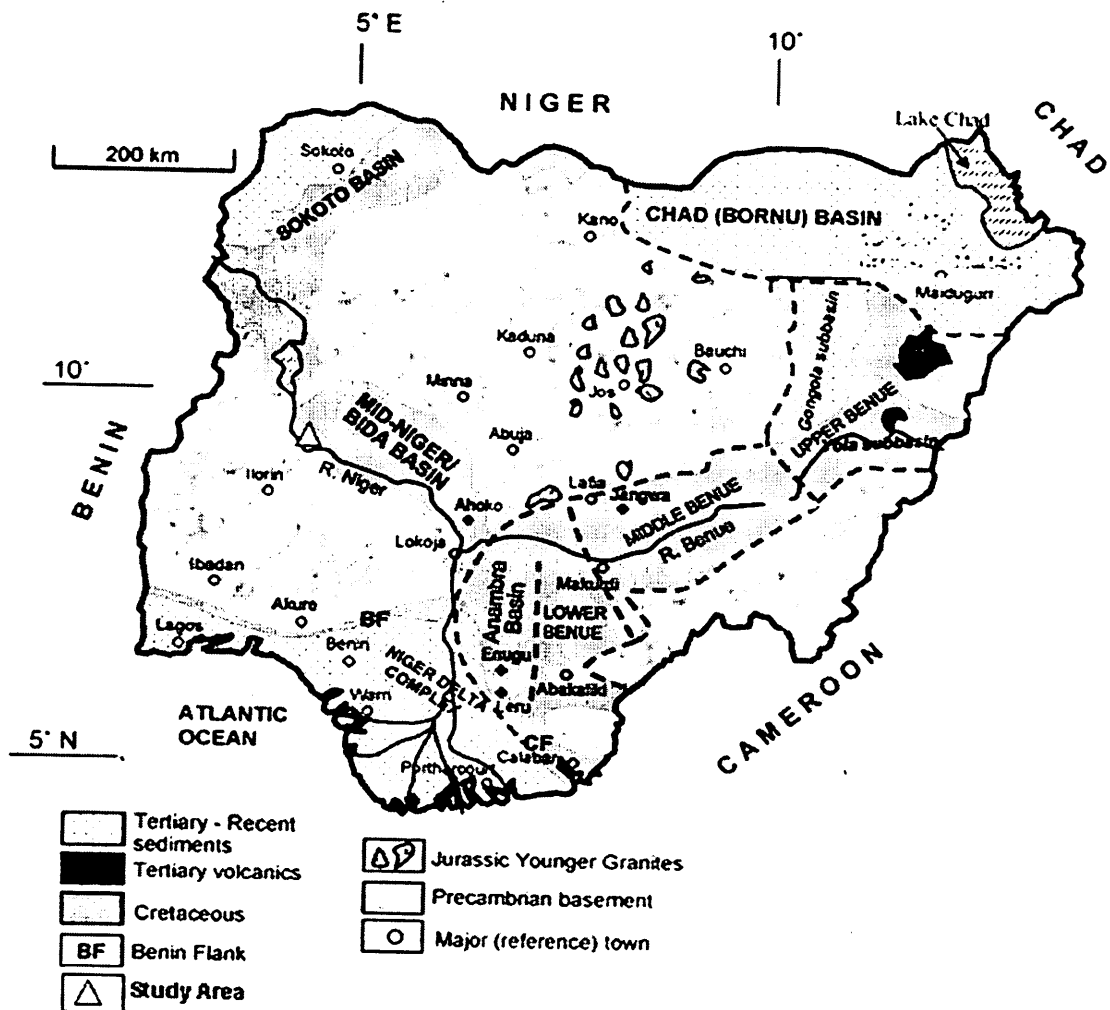 5° E
10°
NIGER
CHAD
Lake Chad
200 km
Sokoto
SOKOTO BASIN
Kano
CHAD (BORNU) BASIN
Maiduguri
Gongola subbasin
Kaduna
Bauchi
10°
Minna
Jos
MID-NIGER/
BIDA BASIN
Abuja
UPPER BENUE
ola subbasin
BENIN
Ilorin
R. Niger
Ahoko
Lafia
Jangwa
MIDDLE BENUE
Lokoja
R. Benue
Ibadan
Makurdi
Anambra
Basin
LOWER
BENUE
Akure
BF
Lagos
Benin
Enugu
NIGER DELTA
COMPLEX
Abakaliki
Warri
Leru
CAMEROON
ATLANTIC
OCEAN
5° N
CF
Calabar
Portharcourt
Tertiary - Recent
sediments
Tertiary volcanics
Cretaceous
BF Benin Flank
Study Area
Jurassic Younger Granites
Precambrian basement
Major (reference) town